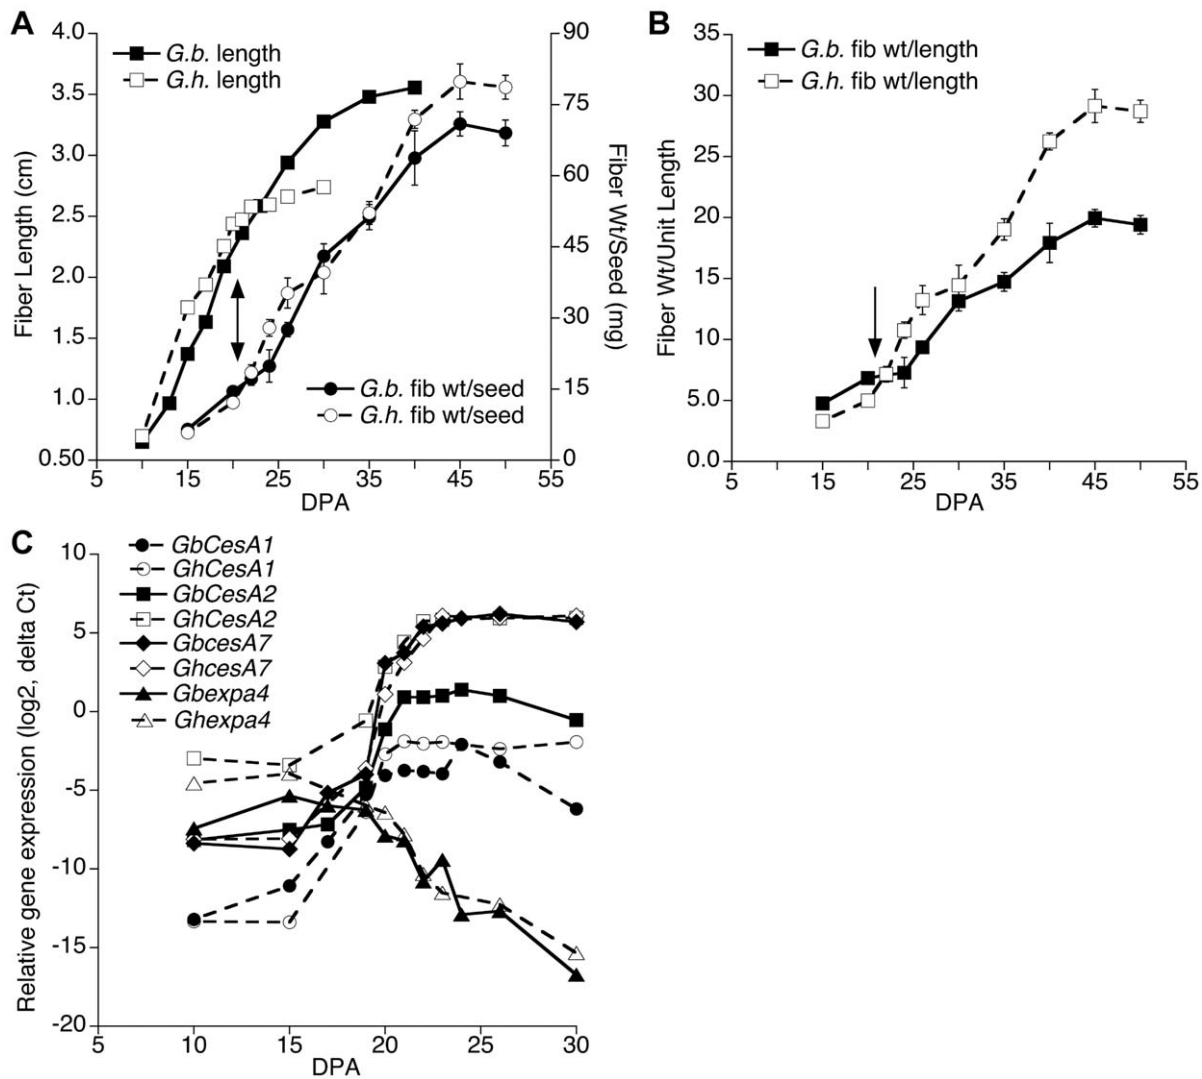 A
4.0
3.5
3.0
2.5
2.0
1.5
1.0
0.50
Fiber Length (cm)
90
75
60
45
30
15
0
Fiber Wt/Seed (mg)
G.b. length
G.h. length
G.b. fib wt/seed
G.h. fib wt/seed
5 15 25 35 45 55
DPA
B
35
30
25
20
15
10
5.0
0.0
Fiber Wt/Unit Length
G.b. fib wt/length
G.h. fib wt/length
5 15 25 35 45 55
DPA
C
10
5
0
-5
-10
-15
-20
Relative gene expression (log2, delta Ct)
GbCesA1
GhCesA1
GbCesA2
GhCesA2
GbcesA7
GhcesA7
Gbexpa4
Ghexpa4
5 10 15 20 25 30
DPA